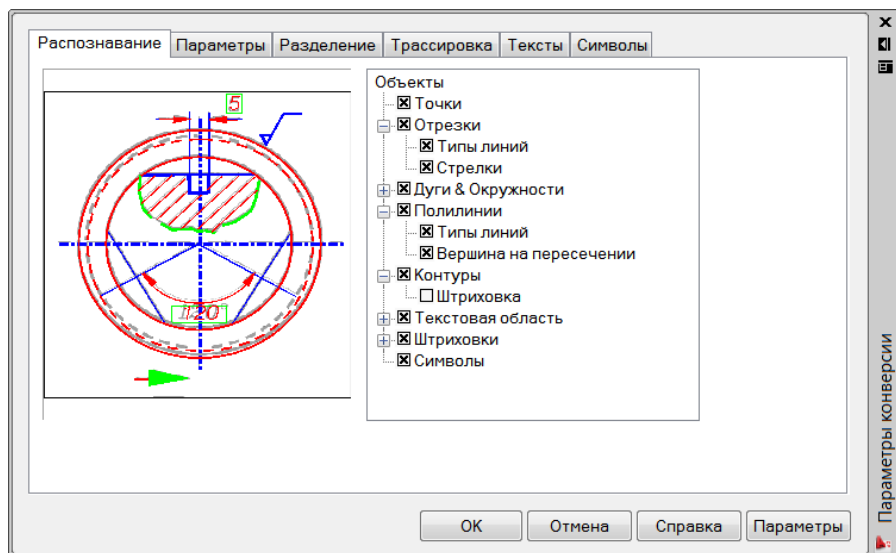 Распознавание Параметры Разделение Трассировка Тексты Символы
Объекты
Точки
Отрезки
Типы линий
Стрелки
Дуги & Окружности
Полилинии
Типы линий
Вершина на пересечении
Контуры
Штриховка
Текстовая область
Штриховки
Символы
5
OK Отмена Справка Параметры
Параметры конверсии